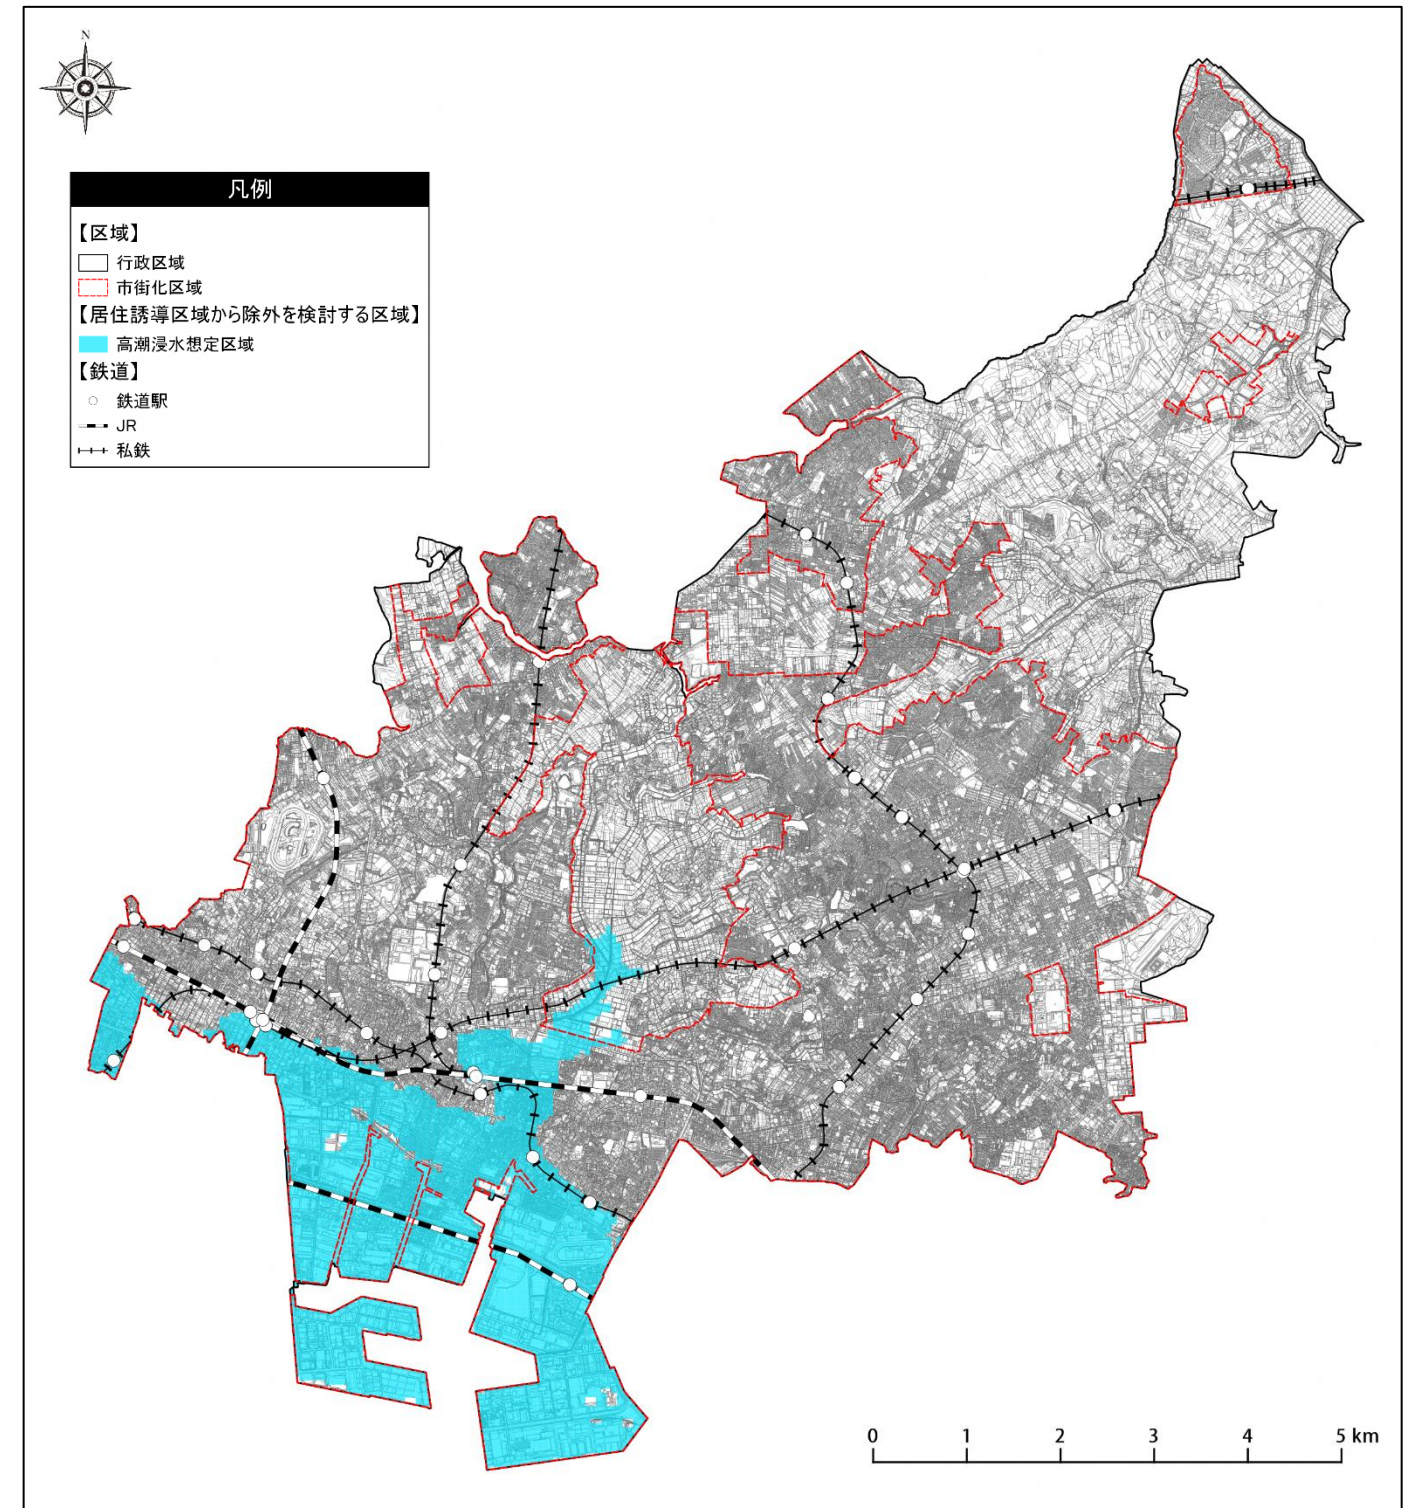 N
凡例
【区域】
行政区域
市街化区域
【居住誘導区域から除外を検討する区域】
高潮浸水想定区域
【鉄道】
鉄道駅
JR
私鉄
0 1 2 3 4 5 km